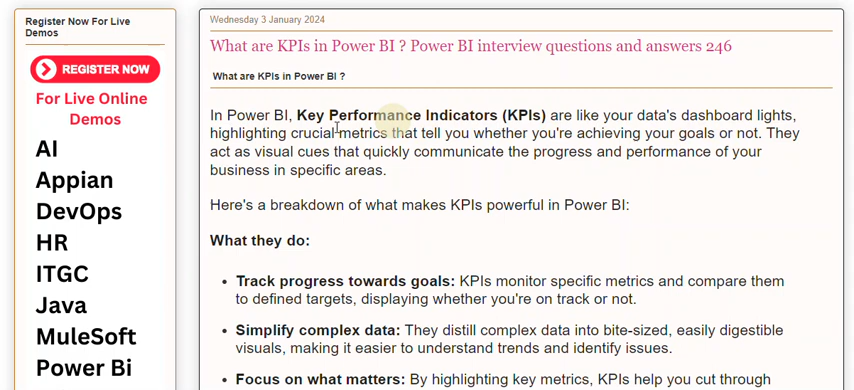 Register Now For Live
Demos
REGISTER NOW
For Live Online
Demos
AI
Appian
DevOps
HR
ITGC
Java
MuleSoft
Power Bi
Wednesday 3 January 2024
What are KPIs in Power BI ? Power BI interview questions and answers 246
What are KPIs in Power BI ?
In Power BI, Key Performance Indicators (KPIs) are like your data's dashboard lights,
highlighting crucial metrics that tell you whether you're achieving your goals or not. They
act as visual cues that quickly communicate the progress and performance of your
business in specific areas.
Here's a breakdown of what makes KPIs powerful in Power BI:
What they do:
• Track progress towards goals: KPIs monitor specific metrics and compare them
to defined targets, displaying whether you're on track or not.
• Simplify complex data: They distill complex data into bite-sized, easily digestible
visuals, making it easier to understand trends and identify issues.
• Focus on what matters: By highlighting key metrics, KPIs help you cut through